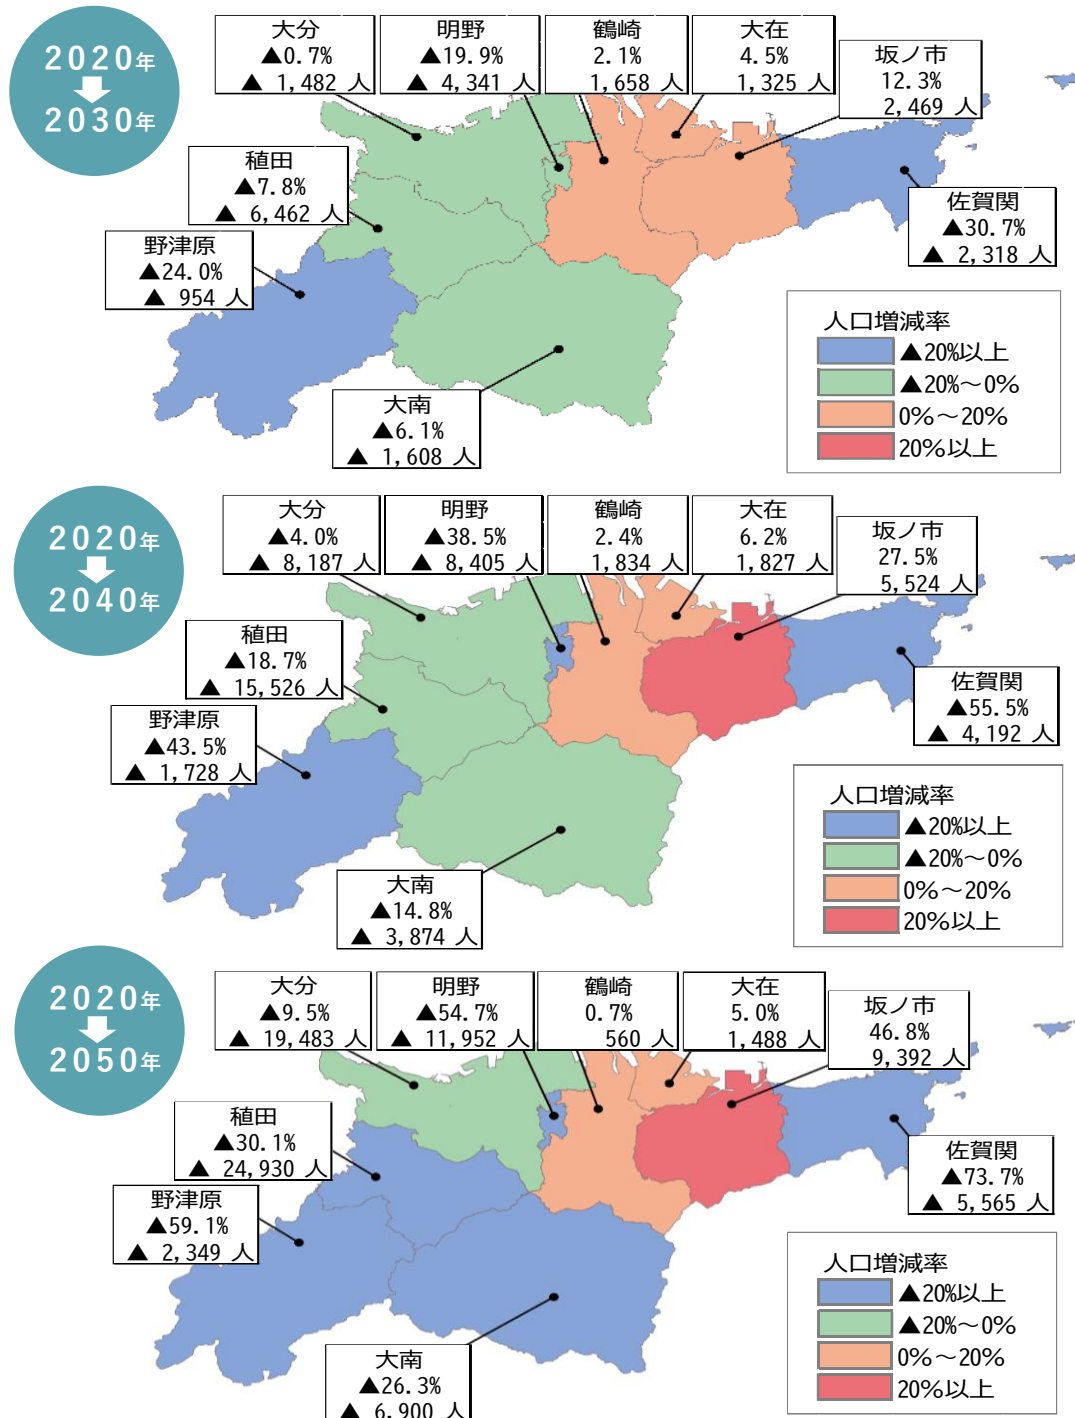 2020年
2030年
大分
▲0.7%
▲ 1,482 人
明野
▲19.9%
▲ 4,341 人
鶴崎
2.1%
1,658 人
大在
4.5%
1,325 人
坂ノ市
12.3%
2,469 人
稙田
▲7.8%
▲ 6,462 人
佐賀関
▲30.7%
▲ 2,318 人
野津原
▲24.0%
▲ 954 人
大南
▲6.1%
▲ 1,608 人
人口増減率
▲20%以上
▲20%～0%
0%～20%
20%以上
2020年
2040年
大分
▲4.0%
▲ 8,187 人
明野
▲38.5%
▲ 8,405 人
鶴崎
2.4%
1,834 人
大在
6.2%
1,827 人
坂ノ市
27.5%
5,524 人
稙田
▲18.7%
▲ 15,526 人
佐賀関
▲55.5%
▲ 4,192 人
野津原
▲43.5%
▲ 1,728 人
大南
▲14.8%
▲ 3,874 人
人口増減率
▲20%以上
▲20%～0%
0%～20%
20%以上
2020年
2050年
大分
▲9.5%
▲ 19,483 人
明野
▲54.7%
▲ 11,952 人
鶴崎
0.7%
560 人
大在
5.0%
1,488 人
坂ノ市
46.8%
9,392 人
稙田
▲30.1%
▲ 24,930 人
佐賀関
▲73.7%
▲ 5,565 人
野津原
▲59.1%
▲ 2,349 人
大南
▲26.3%
▲ 6,900 人
人口増減率
▲20%以上
▲20%～0%
0%～20%
20%以上